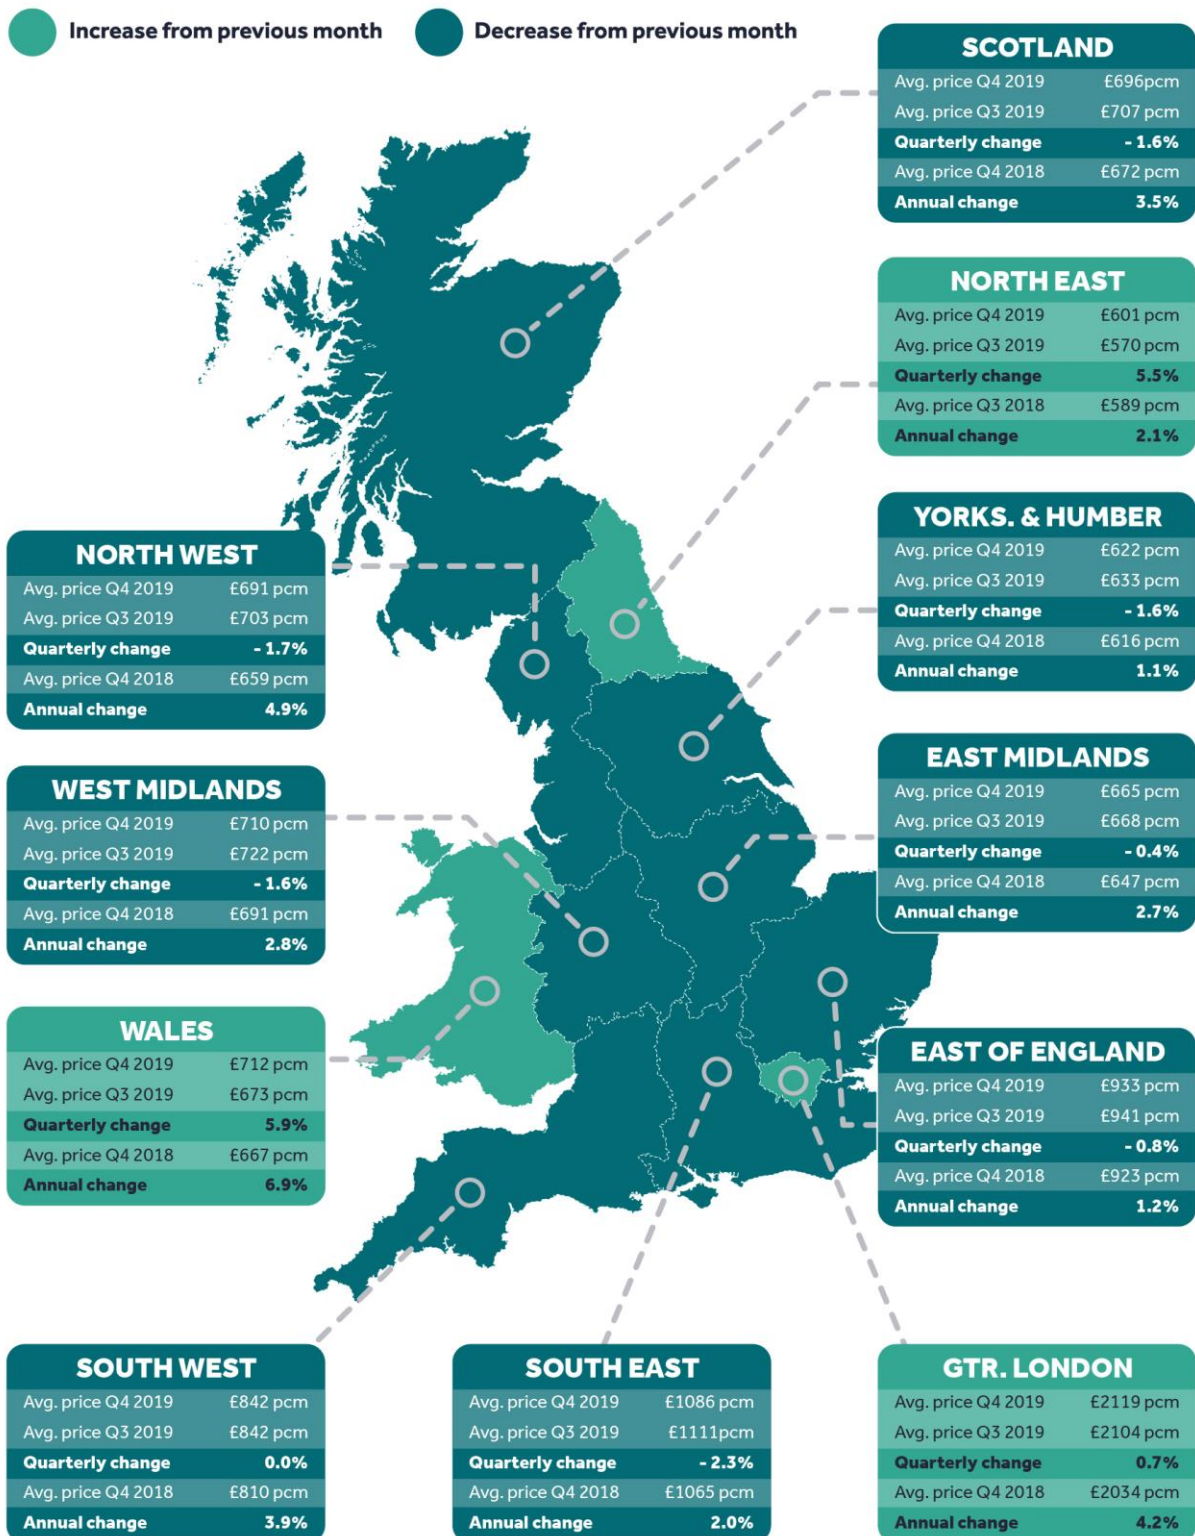 Increase from previous month
Decrease from previous month
SCOTLAND
Avg. price Q4 2019 £696pcm
Avg. price Q3 2019 £707 pcm
Quarterly change - 1.6%
Avg. price Q4 2018 £672 pcm
Annual change 3.5%
NORTH EAST
Avg. price Q4 2019 £601 pcm
Avg. price Q3 2019 £570 pcm
Quarterly change 5.5%
Avg. price Q3 2018 £589 pcm
Annual change 2.1%
YORKS. & HUMBER
Avg. price Q4 2019 £622 pcm
Avg. price Q3 2019 £633 pcm
Quarterly change - 1.6%
Avg. price Q4 2018 £616 pcm
Annual change 1.1%
NORTH WEST
Avg. price Q4 2019 £691 pcm
Avg. price Q3 2019 £703 pcm
Quarterly change - 1.7%
Avg. price Q4 2018 £659 pcm
Annual change 4.9%
EAST MIDLANDS
Avg. price Q4 2019 £665 pcm
Avg. price Q3 2019 £668 pcm
Quarterly change - 0.4%
Avg. price Q4 2018 £647 pcm
Annual change 2.7%
WEST MIDLANDS
Avg. price Q4 2019 £710 pcm
Avg. price Q3 2019 £722 pcm
Quarterly change - 1.6%
Avg. price Q4 2018 £691 pcm
Annual change 2.8%
WALES
Avg. price Q4 2019 £712 pcm
Avg. price Q3 2019 £673 pcm
Quarterly change 5.9%
Avg. price Q4 2018 £667 pcm
Annual change 6.9%
EAST OF ENGLAND
Avg. price Q4 2019 £933 pcm
Avg. price Q3 2019 £941 pcm
Quarterly change - 0.8%
Avg. price Q4 2018 £923 pcm
Annual change 1.2%
SOUTH WEST
Avg. price Q4 2019 £842 pcm
Avg. price Q3 2019 £842 pcm
Quarterly change 0.0%
Avg. price Q4 2018 £810 pcm
Annual change 3.9%
SOUTH EAST
Avg. price Q4 2019 £1086 pcm
Avg. price Q3 2019 £1111pcm
Quarterly change - 2.3%
Avg. price Q4 2018 £1065 pcm
Annual change 2.0%
GTR. LONDON
Avg. price Q4 2019 £2119 pcm
Avg. price Q3 2019 £2104 pcm
Quarterly change 0.7%
Avg. price Q4 2018 £2034 pcm
Annual change 4.2%